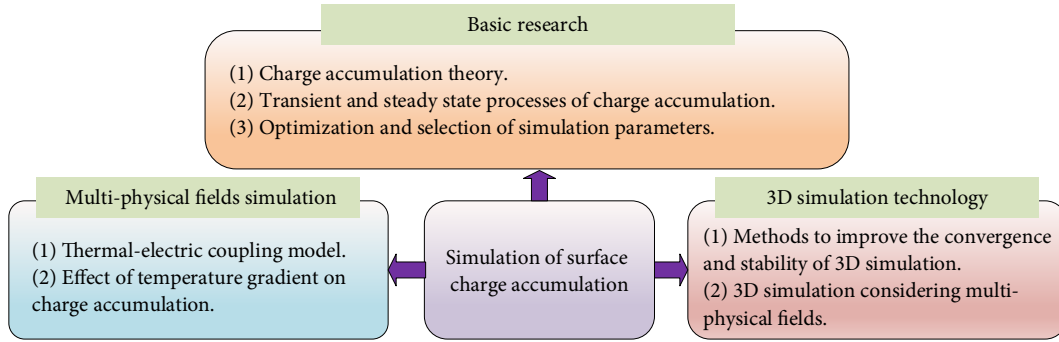 Basic research
(1) Charge accumulation theory.
(2) Transient and steady state processes of charge accumulation.
(3) Optimization and selection of simulation parameters.
Multi-physical fields simulation
(1) Thermal-electric coupling model.
(2) Effect of temperature gradient on
charge accumulation.
Simulation of surface
charge accumulation
3D simulation technology
(1) Methods to improve the convergence
and stability of 3D simulation.
(2) 3D simulation considering multi-
physical fields.